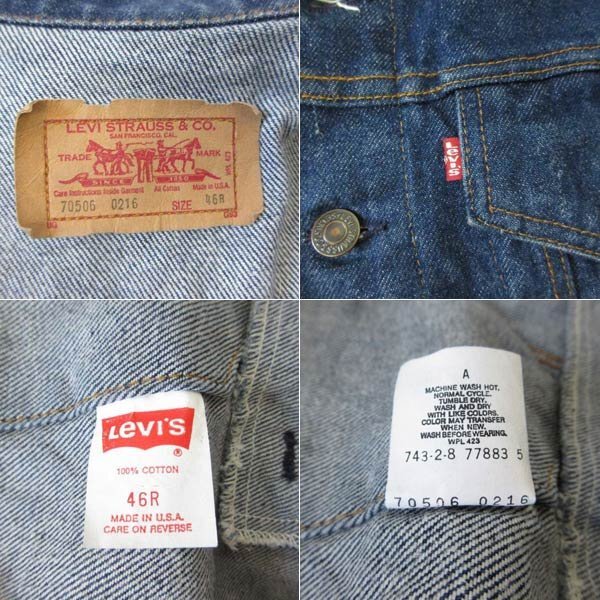 LEVI STRAUSS & CO.
SAN FRANCISCO, CAL.
TRADE MARK
SINCE 1850
Care Instructions Inside Garment All Cotton Made in U.S.A.
70506 0216 SIZE 46R
LEVI'S
LEVI'S
®
100% COTTON
46R
MADE IN U.S.A.
CARE ON REVERSE
A
MACHINE WASH HOT,
NORMAL CYCLE.
TUMBLE DRY.
WASH AND DRY
WITH LIKE COLORS.
COLOR MAY TRANSFER
WHEN NEW.
WASH BEFORE WEARING.
WPL 423
743-2-8 77883 5
70506 0216